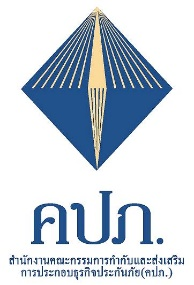 คปภ.
สำนักงานคณะกรรมการกำกับและส่งเสริม
การประกอบธุรกิจประกันภัย(คปภ.)